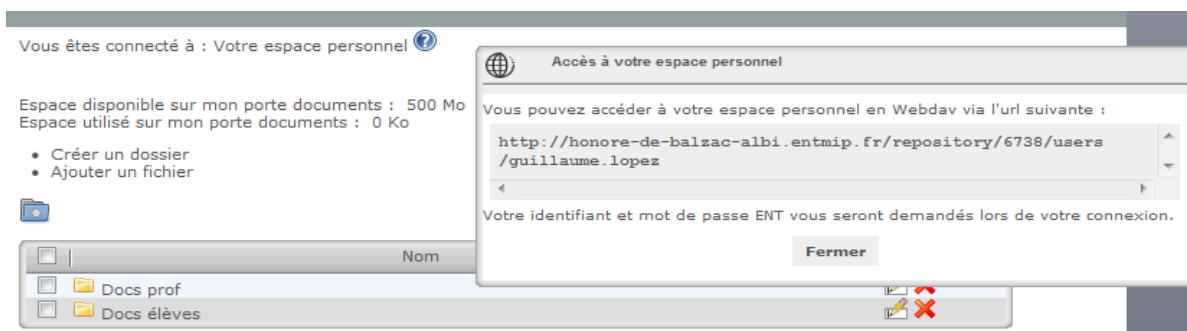 Vous êtes connecté à : Votre espace personnel
Accès à votre espace personnel
Espace disponible sur mon porte documents : 500 Mo
Espace utilisé sur mon porte documents : 0 Ko
Vous pouvez accéder à votre espace personnel en Webdav via l'url suivante :
http://honore-de-balzac-albi.entmip.fr/repository/6738/users
/guillaume.lopez
• Créer un dossier
• Ajouter un fichier
Votre identifiant et mot de passe ENT vous seront demandés lors de votre connexion.
Fermer
Nom
Docs prof
Docs élèves